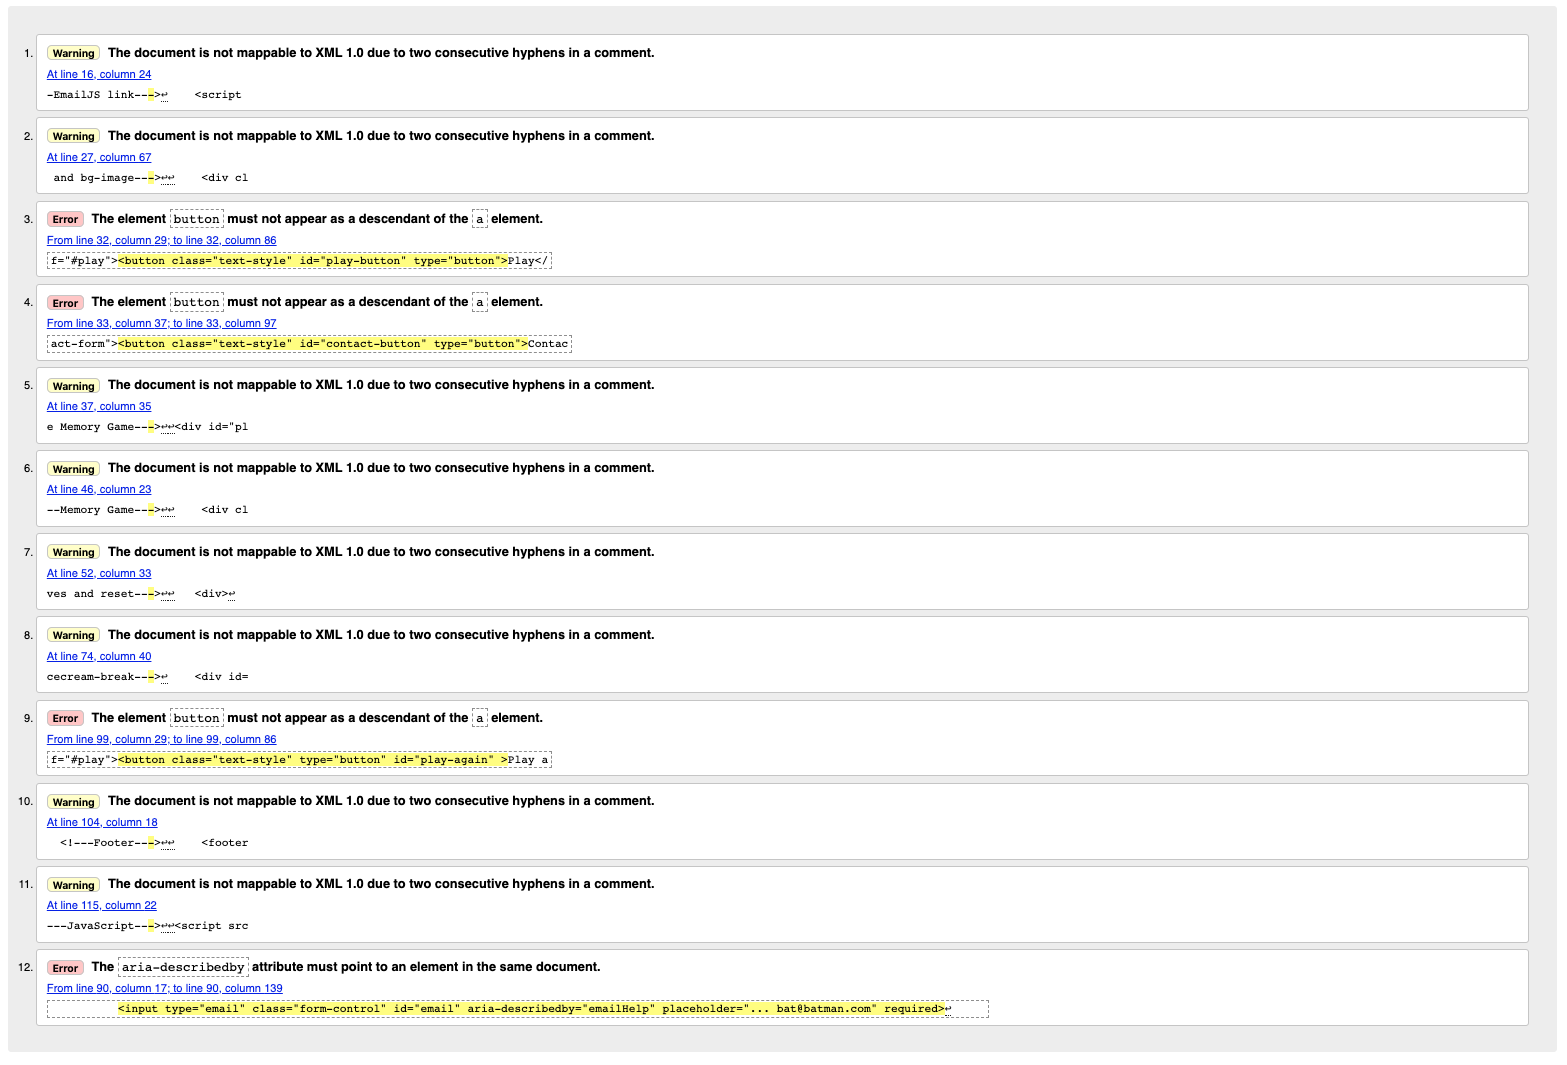 1. Warning The document is not mappable to XML 1.0 due to two consecutive hyphens in a comment.
At line 16, column 24
-EmailJS link--->↩    <script
2. Warning The document is not mappable to XML 1.0 due to two consecutive hyphens in a comment.
At line 27, column 67
and bg-image--->↩↩    <div cl
3. Error The element button must not appear as a descendant of the a element.
From line 32, column 29; to line 32, column 86
f="#play"><button class="text-style" id="play-button" type="button">Play</
4. Error The element button must not appear as a descendant of the a element.
From line 33, column 37; to line 33, column 97
act-form"><button class="text-style" id="contact-button" type="button">Contac
5. Warning The document is not mappable to XML 1.0 due to two consecutive hyphens in a comment.
At line 37, column 35
e Memory Game--->↩↩<div id="pl
6. Warning The document is not mappable to XML 1.0 due to two consecutive hyphens in a comment.
At line 46, column 23
--Memory Game--->↩↩    <div cl
7. Warning The document is not mappable to XML 1.0 due to two consecutive hyphens in a comment.
At line 52, column 33
ves and reset--->↩↩   <div>↩
8. Warning The document is not mappable to XML 1.0 due to two consecutive hyphens in a comment.
At line 74, column 40
cecream-break--->↩    <div id=
9. Error The element button must not appear as a descendant of the a element.
From line 99, column 29; to line 99, column 86
f="#play"><button class="text-style" type="button" id="play-again" >Play a
10. Warning The document is not mappable to XML 1.0 due to two consecutive hyphens in a comment.
At line 104, column 18
<!---Footer--->↩↩    <footer
11. Warning The document is not mappable to XML 1.0 due to two consecutive hyphens in a comment.
At line 115, column 22
---JavaScript--->↩↩<script src
12. Error The aria-describedby attribute must point to an element in the same document.
From line 90, column 17; to line 90, column 139
<input type="email" class="form-control" id="email" aria-describedby="emailHelp" placeholder="... bat@batman.com" required>↩